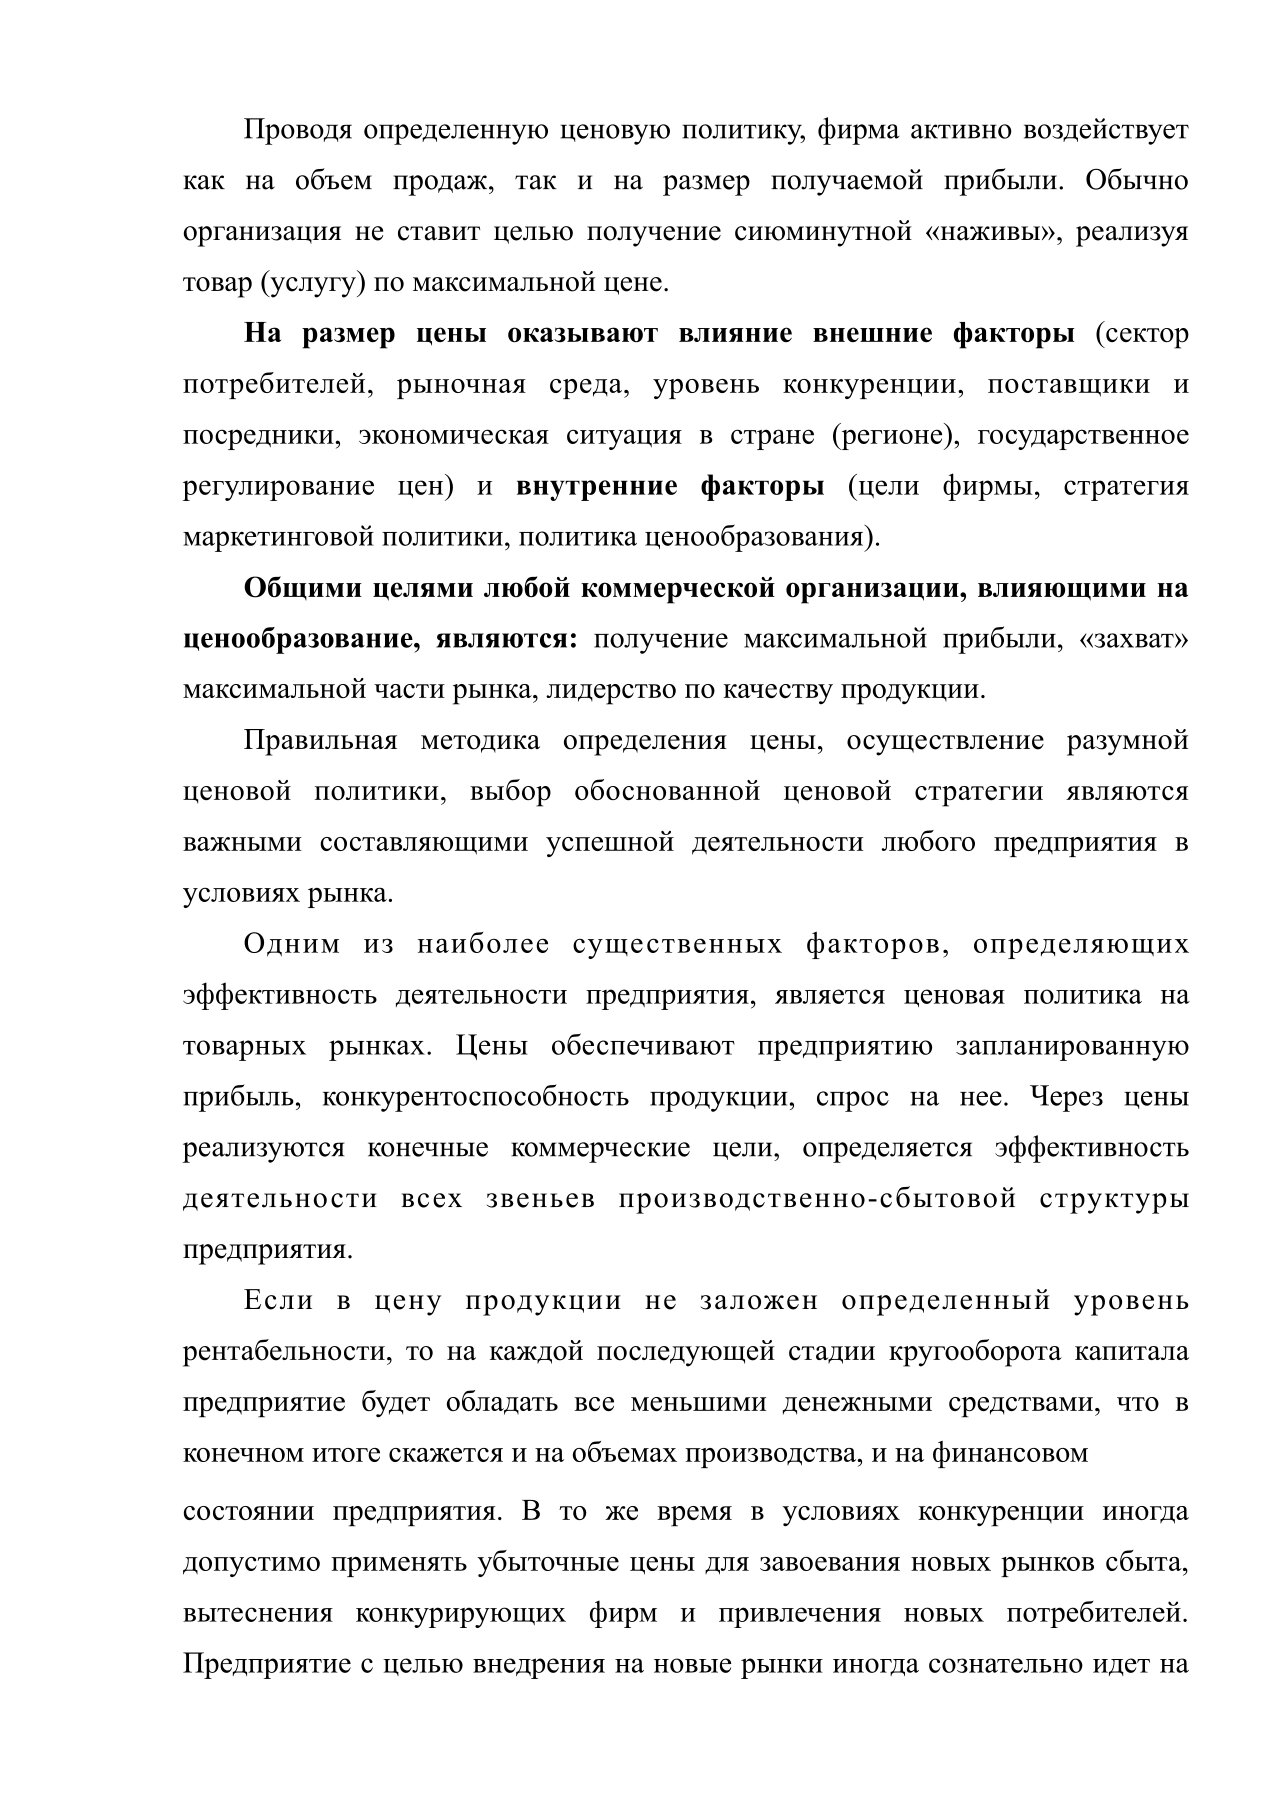 Проводя определенную ценовую политику, фирма активно воздействует
как на объем продаж, так и на размер получаемой прибыли. Обычно
организация не ставит целью получение сиюминутной «наживы», реализуя
товар (услугу) по максимальной цене.
На размер цены оказывают влияние внешние факторы (сектор
потребителей, рыночная среда, уровень конкуренции, поставщики и
посредники, экономическая ситуация в стране (регионе), государственное
регулирование цен) и внутренние факторы (цели фирмы, стратегия
маркетинговой политики, политика ценообразования).
Общими целями любой коммерческой организации, влияющими на
ценообразование, являются: получение максимальной прибыли, «захват»
максимальной части рынка, лидерство по качеству продукции.
Правильная методика определения цены, осуществление разумной
ценовой политики, выбор обоснованной ценовой стратегии являются
важными составляющими успешной деятельности любого предприятия в
условиях рынка.
Одним из наиболее существенных факторов, определяющих
эффективность деятельности предприятия, является ценовая политика на
товарных рынках. Цены обеспечивают предприятию запланированную
прибыль, конкурентоспособность продукции, спрос на нее. Через цены
реализуются конечные коммерческие цели, определяется эффективность
деятельности всех звеньев производственно-сбытовой структуры
предприятия.
Если в цену продукции не заложен определенный уровень
рентабельности, то на каждой последующей стадии кругооборота капитала
предприятие будет обладать все меньшими денежными средствами, что в
конечном итоге скажется и на объемах производства, и на финансовом
состоянии предприятия. В то же время в условиях конкуренции иногда
допустимо применять убыточные цены для завоевания новых рынков сбыта,
вытеснения конкурирующих фирм и привлечения новых потребителей.
Предприятие с целью внедрения на новые рынки иногда сознательно идет на